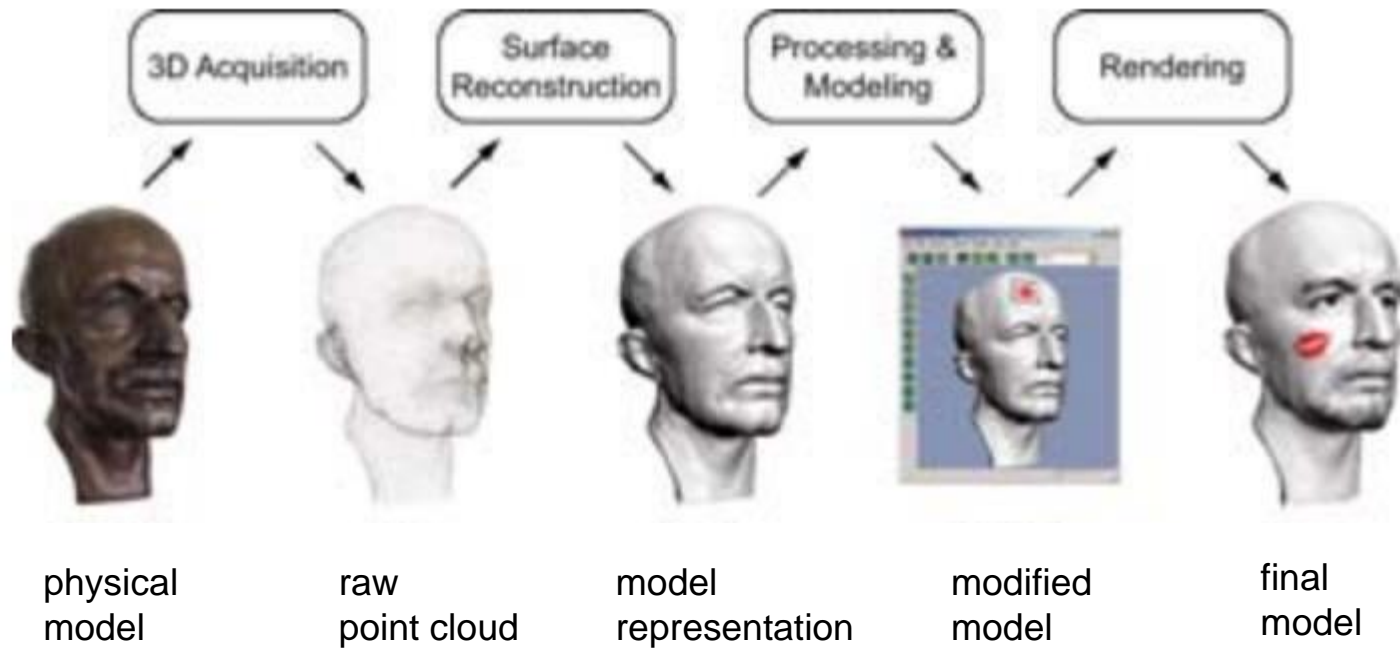 3D Acquisition
Surface
Reconstruction
Processing &
Modeling
Rendering
physical
model
raw
point cloud
model
representation
modified
model
final
model